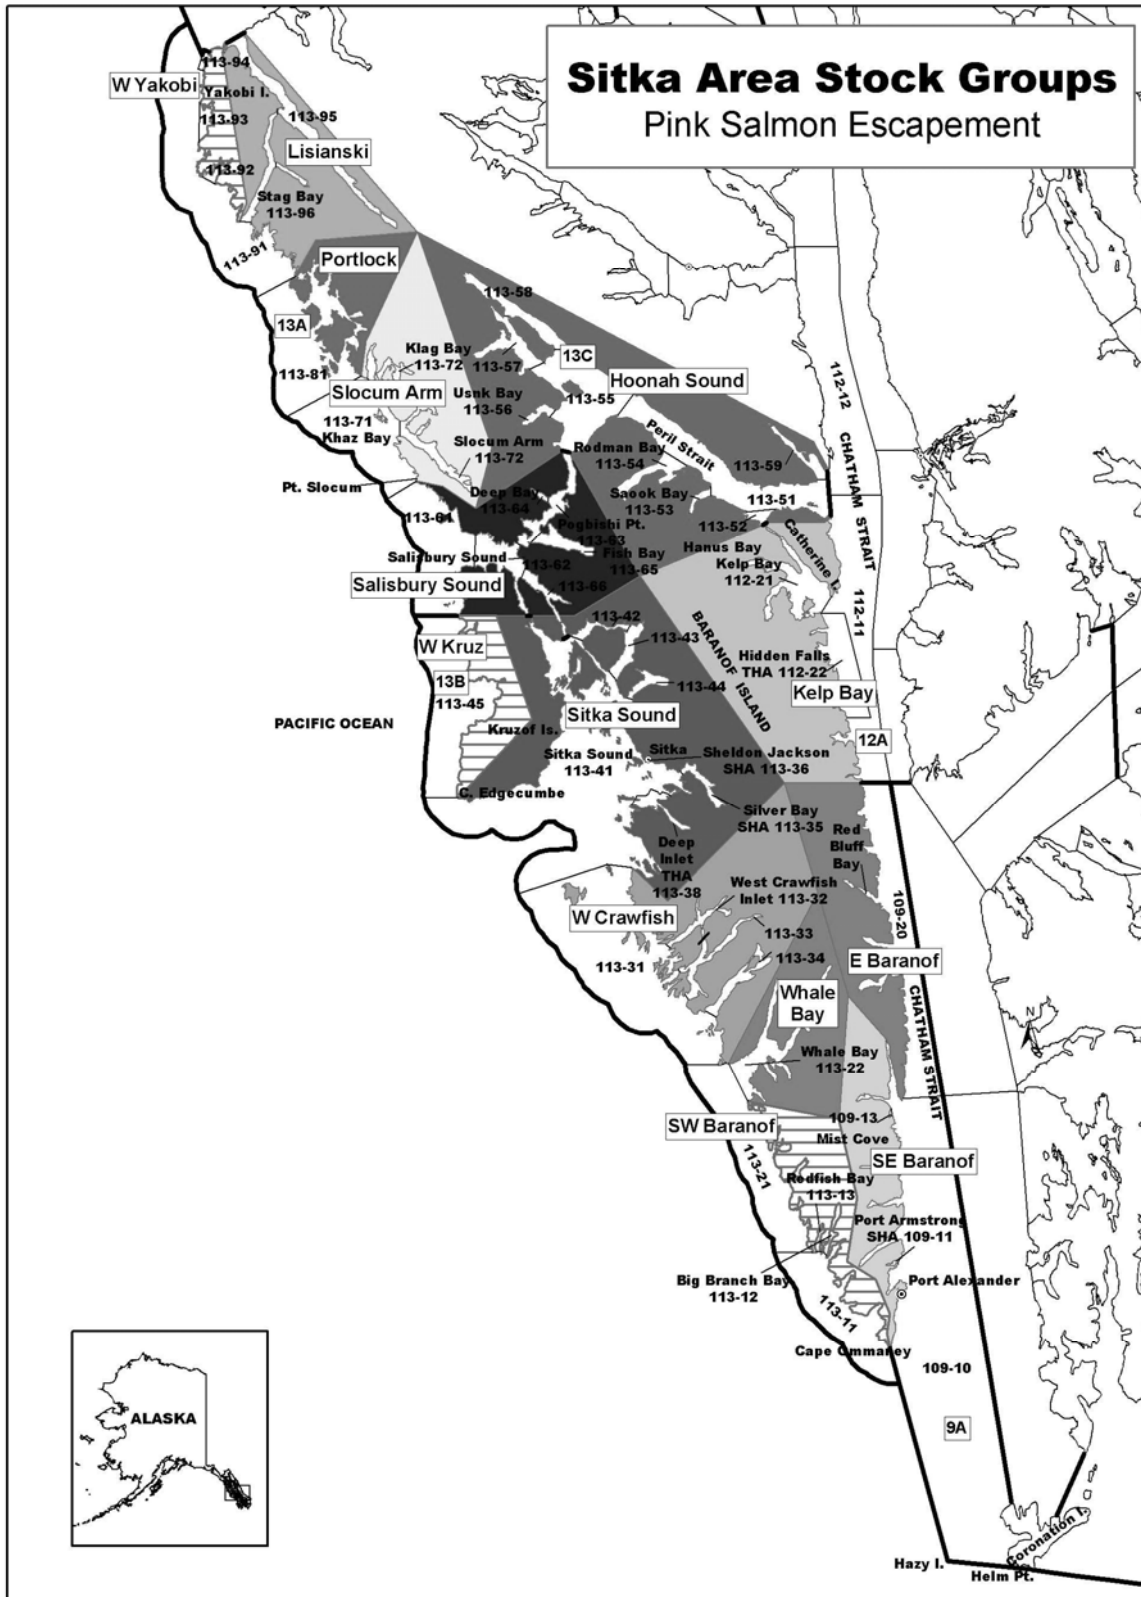 Sitka Area Stock Groups
Pink Salmon Escapement
113-94
W Yakobi
Yakobi I.
113-93
113-95
Lisianski
113-92
Stag Bay
113-96
113-91
Portlock
113-58
13A
Klag Bay
113-72
113-57
13C
113-81
Slocum Arm
Hoonah Sound
112-12
Usnk Bay
113-56
113-55
113-71
Khaz Bay
Slocum Arm
113-72
Peril Strait
Rodman Bay
113-54
113-59
CHATHAM STRAIT
Pt. Slocum
Deep Bay
113-64
Saook Bay
113-53
113-51
113-61
Pogbishi Pt.
113-63
113-52
Salisbury Sound
113-62
Fish Bay
113-65
Hanus Bay
Kelp Bay
112-21
Catherine I.
Salisbury Sound
113-66
112-11
113-42
113-43
BARANOF ISLAND
W Kruz
Hidden Falls
THA 112-22
13B
113-45
113-44
Kelp Bay
PACIFIC OCEAN
Sitka Sound
Kruzof Is.
12A
Sitka Sound
113-41
Sitka
Sheldon Jackson
SHA 113-36
C. Edgecumbe
Silver Bay
SHA 113-35
Red
Bluff
Bay
Deep
Inlet
THA
113-38
West Crawfish
Inlet 113-32
109-20
W Crawfish
113-33
113-34
113-31
E Baranof
Whale
Bay
CHATHAM STRAIT
N
Whale Bay
113-22
SW Baranof
109-13
Mist Cove
113-21
SE Baranof
Redfish Bay
113-13
Port Armstrong
SHA 109-11
Big Branch Bay
113-12
Port Alexander
113-11
Cape Ommaney
109-10
ALASKA
9A
Coronation I.
Hazy I.
Helm Pt.